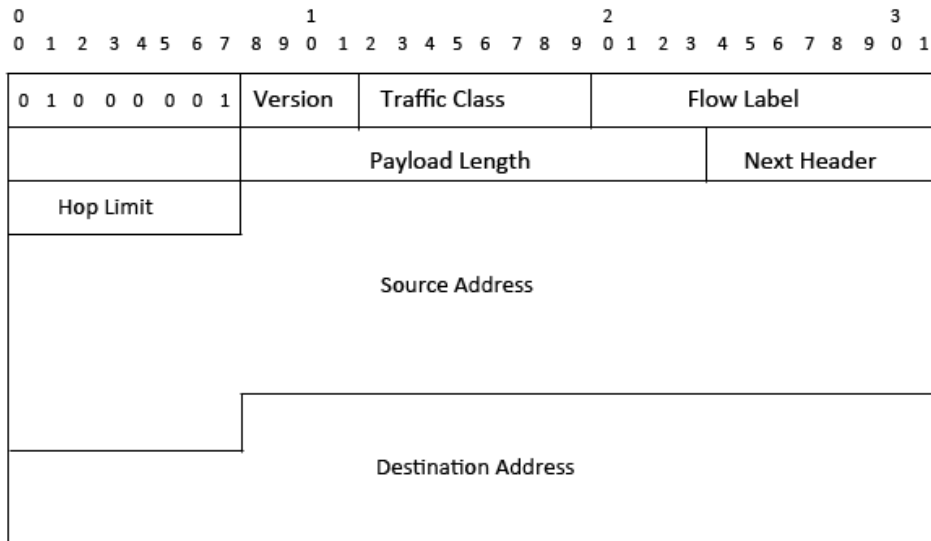 0 1 2 3
0 1 2 3 4 5 6 7 8 9 0 1 2 3 4 5 6 7 8 9 0 1 2 3 4 5 6 7 8 9 0 1
0 1 0 0 0 0 0 1 Version Traffic Class Flow Label
Payload Length Next Header
Hop Limit
Source Address
Destination Address